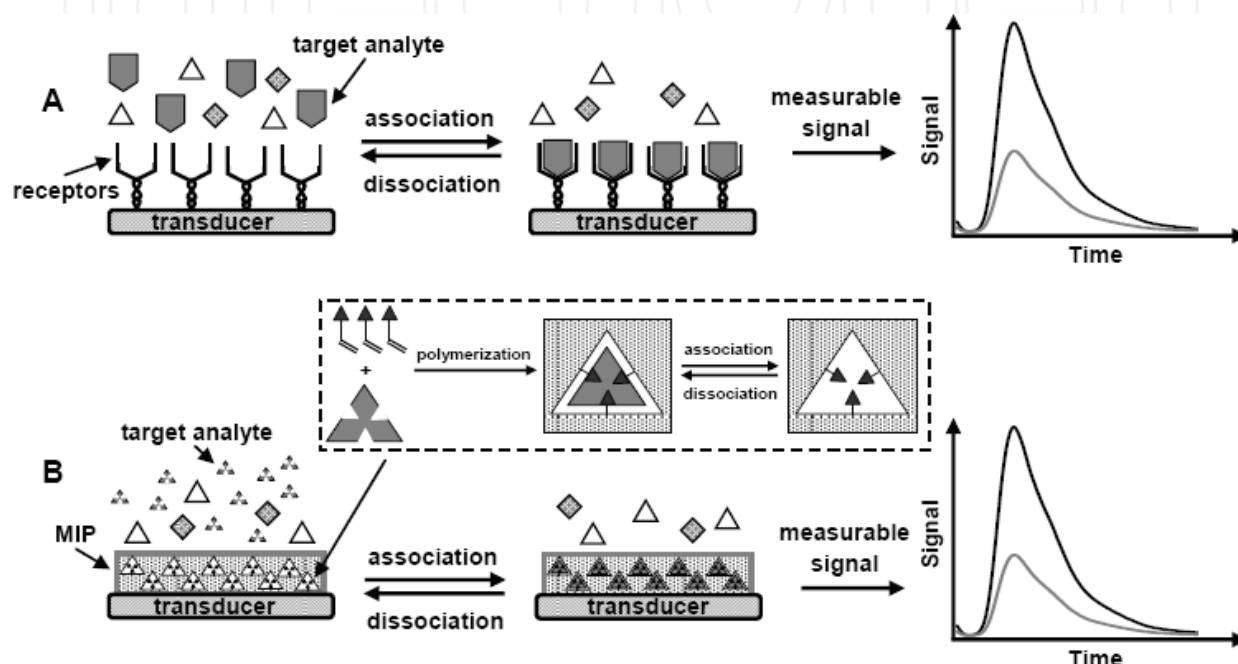 target analyte
A
association
dissociation
receptors
transducer
transducer
measurable
signal
Signal
Time
+
polymerization
association
dissociation
target analyte
B
MIP
association
dissociation
transducer
transducer
measurable
signal
Signal
Time